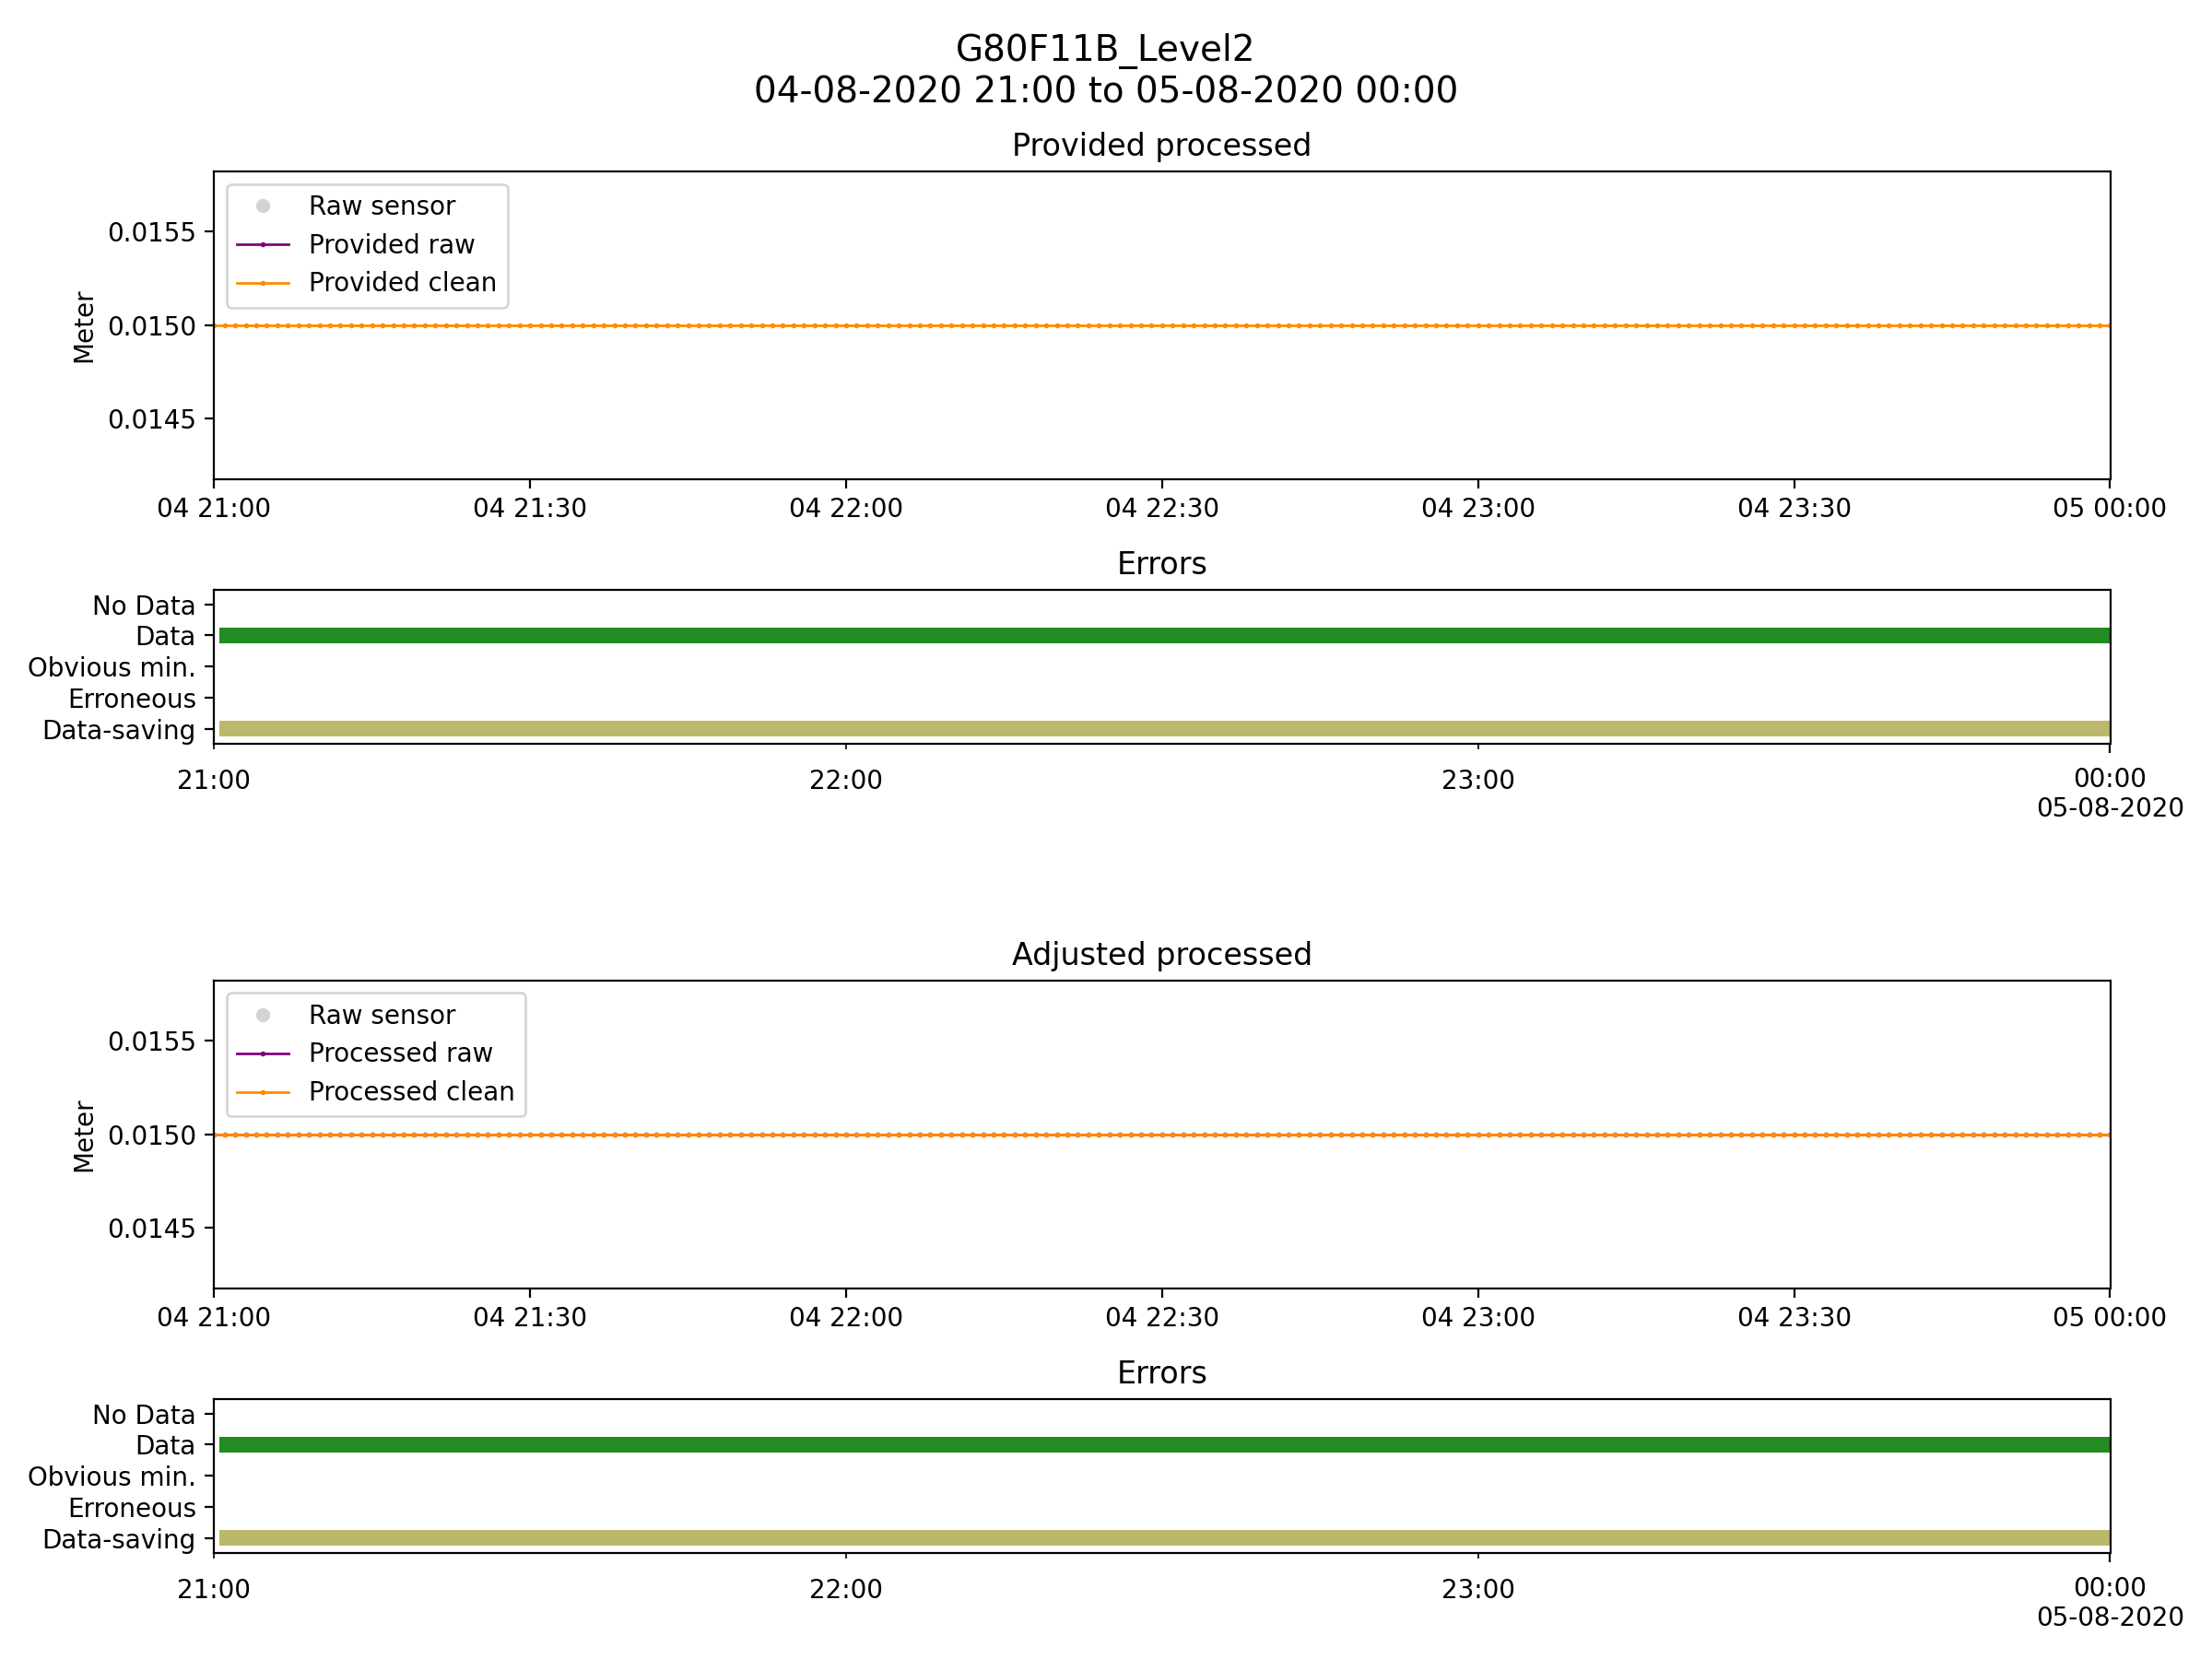 G80F11B_Level2
04-08-2020 21:00 to 05-08-2020 00:00
Provided processed
Raw sensor
Provided raw
Provided clean
Meter
0.0155
0.0150
0.0145
04 21:00 04 21:30 04 22:00 04 22:30 04 23:00 04 23:30 05 00:00
Errors
No Data
Data
Obvious min.
Erroneous
Data-saving
21:00 22:00 23:00 00:00
05-08-2020
Adjusted processed
Raw sensor
Processed raw
Processed clean
Meter
0.0155
0.0150
0.0145
04 21:00 04 21:30 04 22:00 04 22:30 04 23:00 04 23:30 05 00:00
Errors
No Data
Data
Obvious min.
Erroneous
Data-saving
21:00 22:00 23:00 00:00
05-08-2020